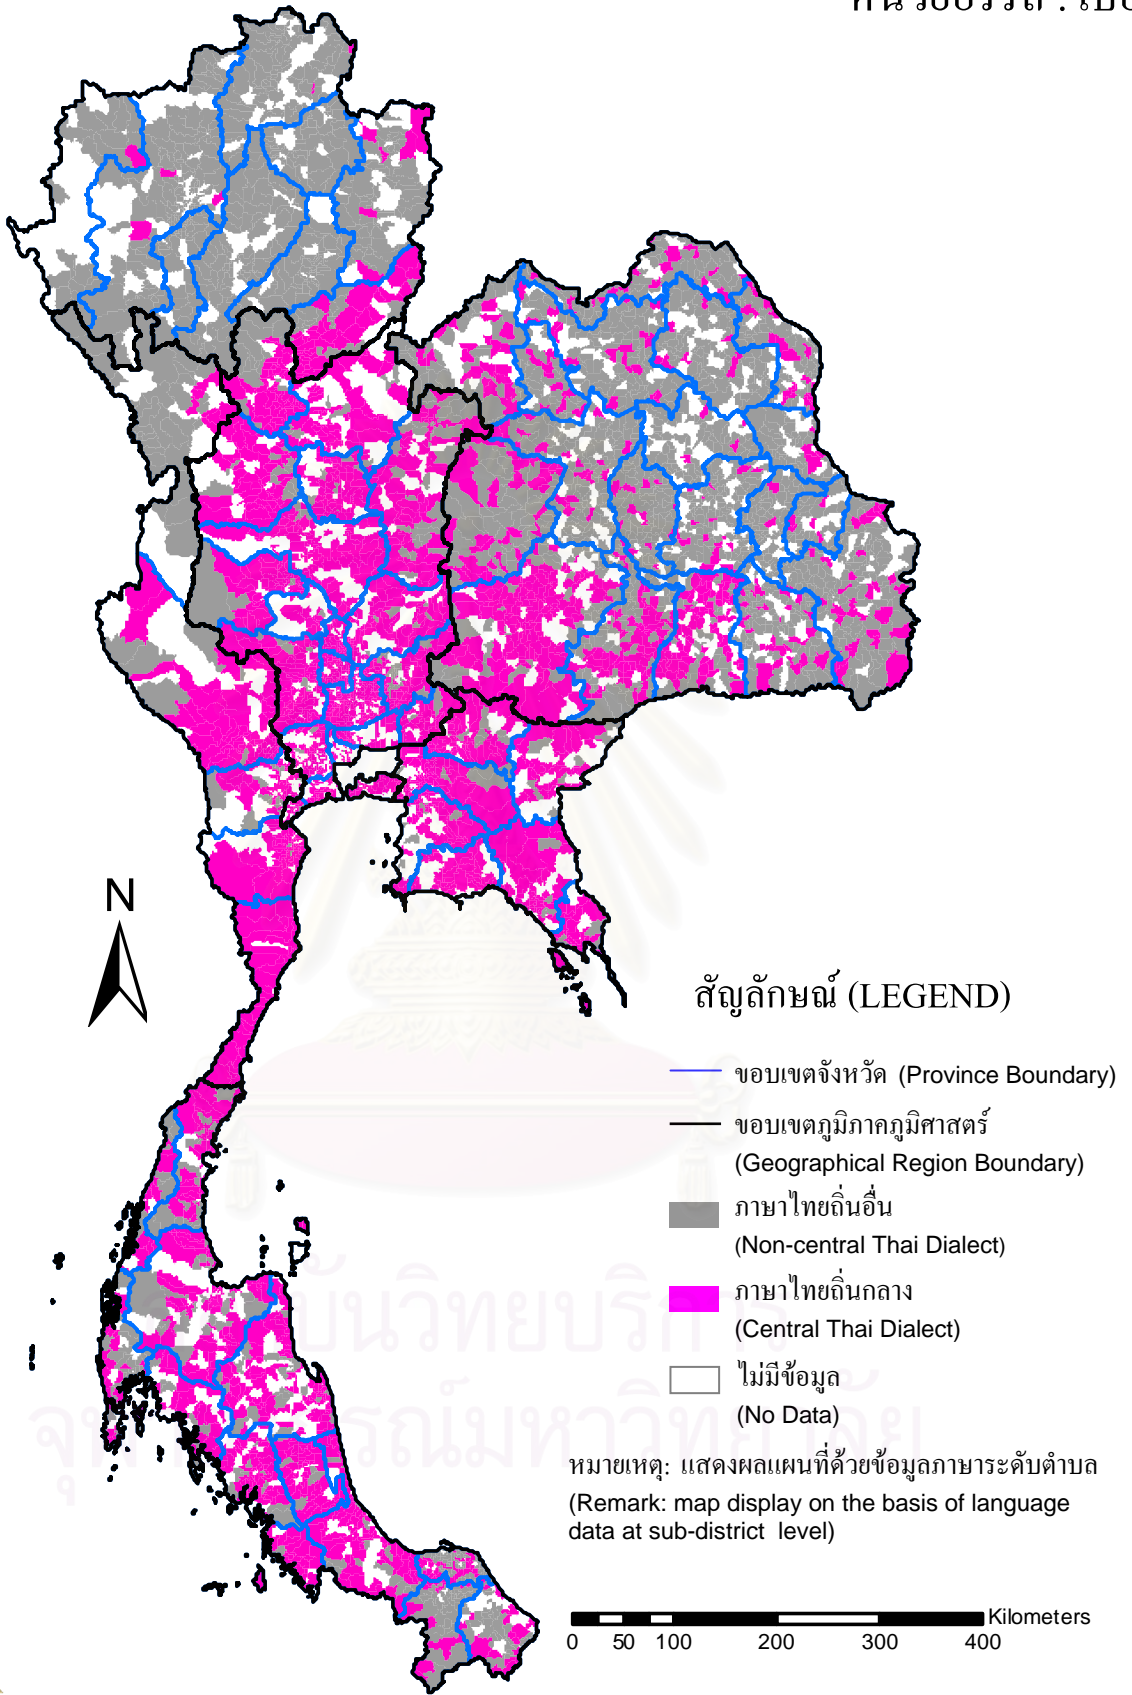 N
สัญลักษณ์ (LEGEND)
ขอบเขตจังหวัด (Province Boundary)
ขอบเขตภูมิภาคภูมิศาสตร์
(Geographical Region Boundary)
ภาษาไทยถิ่นอื่น
(Non-central Thai Dialect)
ภาษาไทยถิ่นกลาง
(Central Thai Dialect)
ไม่มีข้อมูล
(No Data)
หมายเหตุ: แสดงผลแผนที่ด้วยข้อมูลภาษาระดับตำบล
(Remark: map display on the basis of language
data at sub-district level)
Kilometers
0 50 100 200 300 400